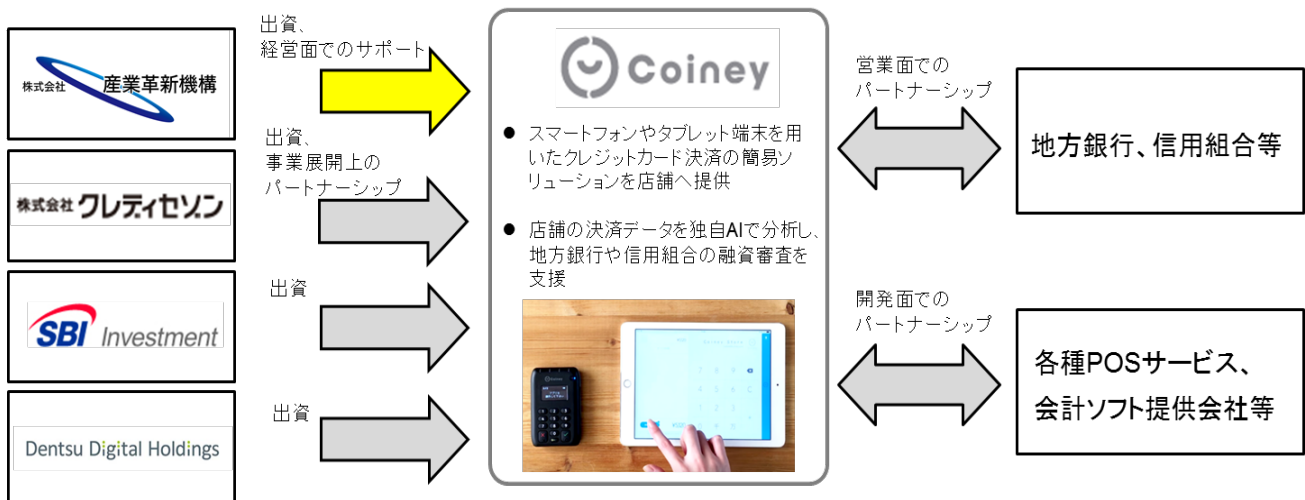 株式会社 産業革新機構
株式会社 クレディセゾン
SBI Investment
Dentsu Digital Holdings
出資、
経営面でのサポート
出資、
事業展開上の
パートナーシップ
出資
出資
Coiney
● スマートフォンやタブレット端末を用
いたクレジットカード決済の簡易ソ
リューションを店舗へ提供
● 店舗の決済データを独自AIで分析し、
地方銀行や信用組合の融資審査を
支援
営業面での
パートナーシップ
地方銀行、信用組合等
開発面での
パートナーシップ
各種POSサービス、
会計ソフト提供会社等